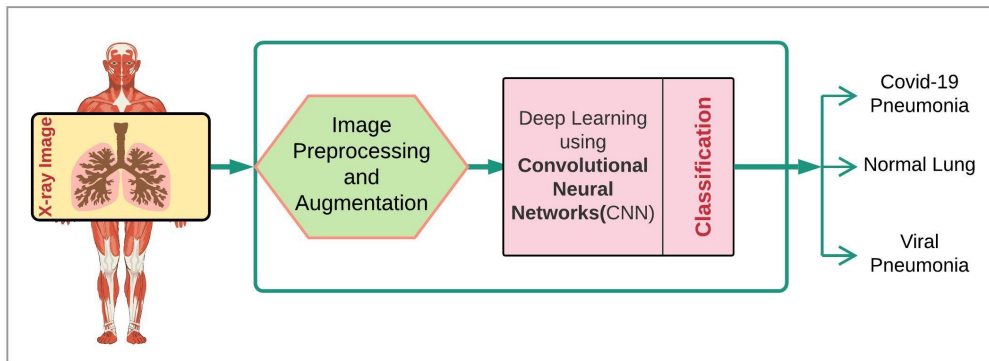 X-ray Image
Image
Preprocessing
and
Augmentation
Deep Learning
using
Convolutional
Neural
Networks(CNN)
Classification
Covid-19
Pneumonia
Normal Lung
Viral
Pneumonia